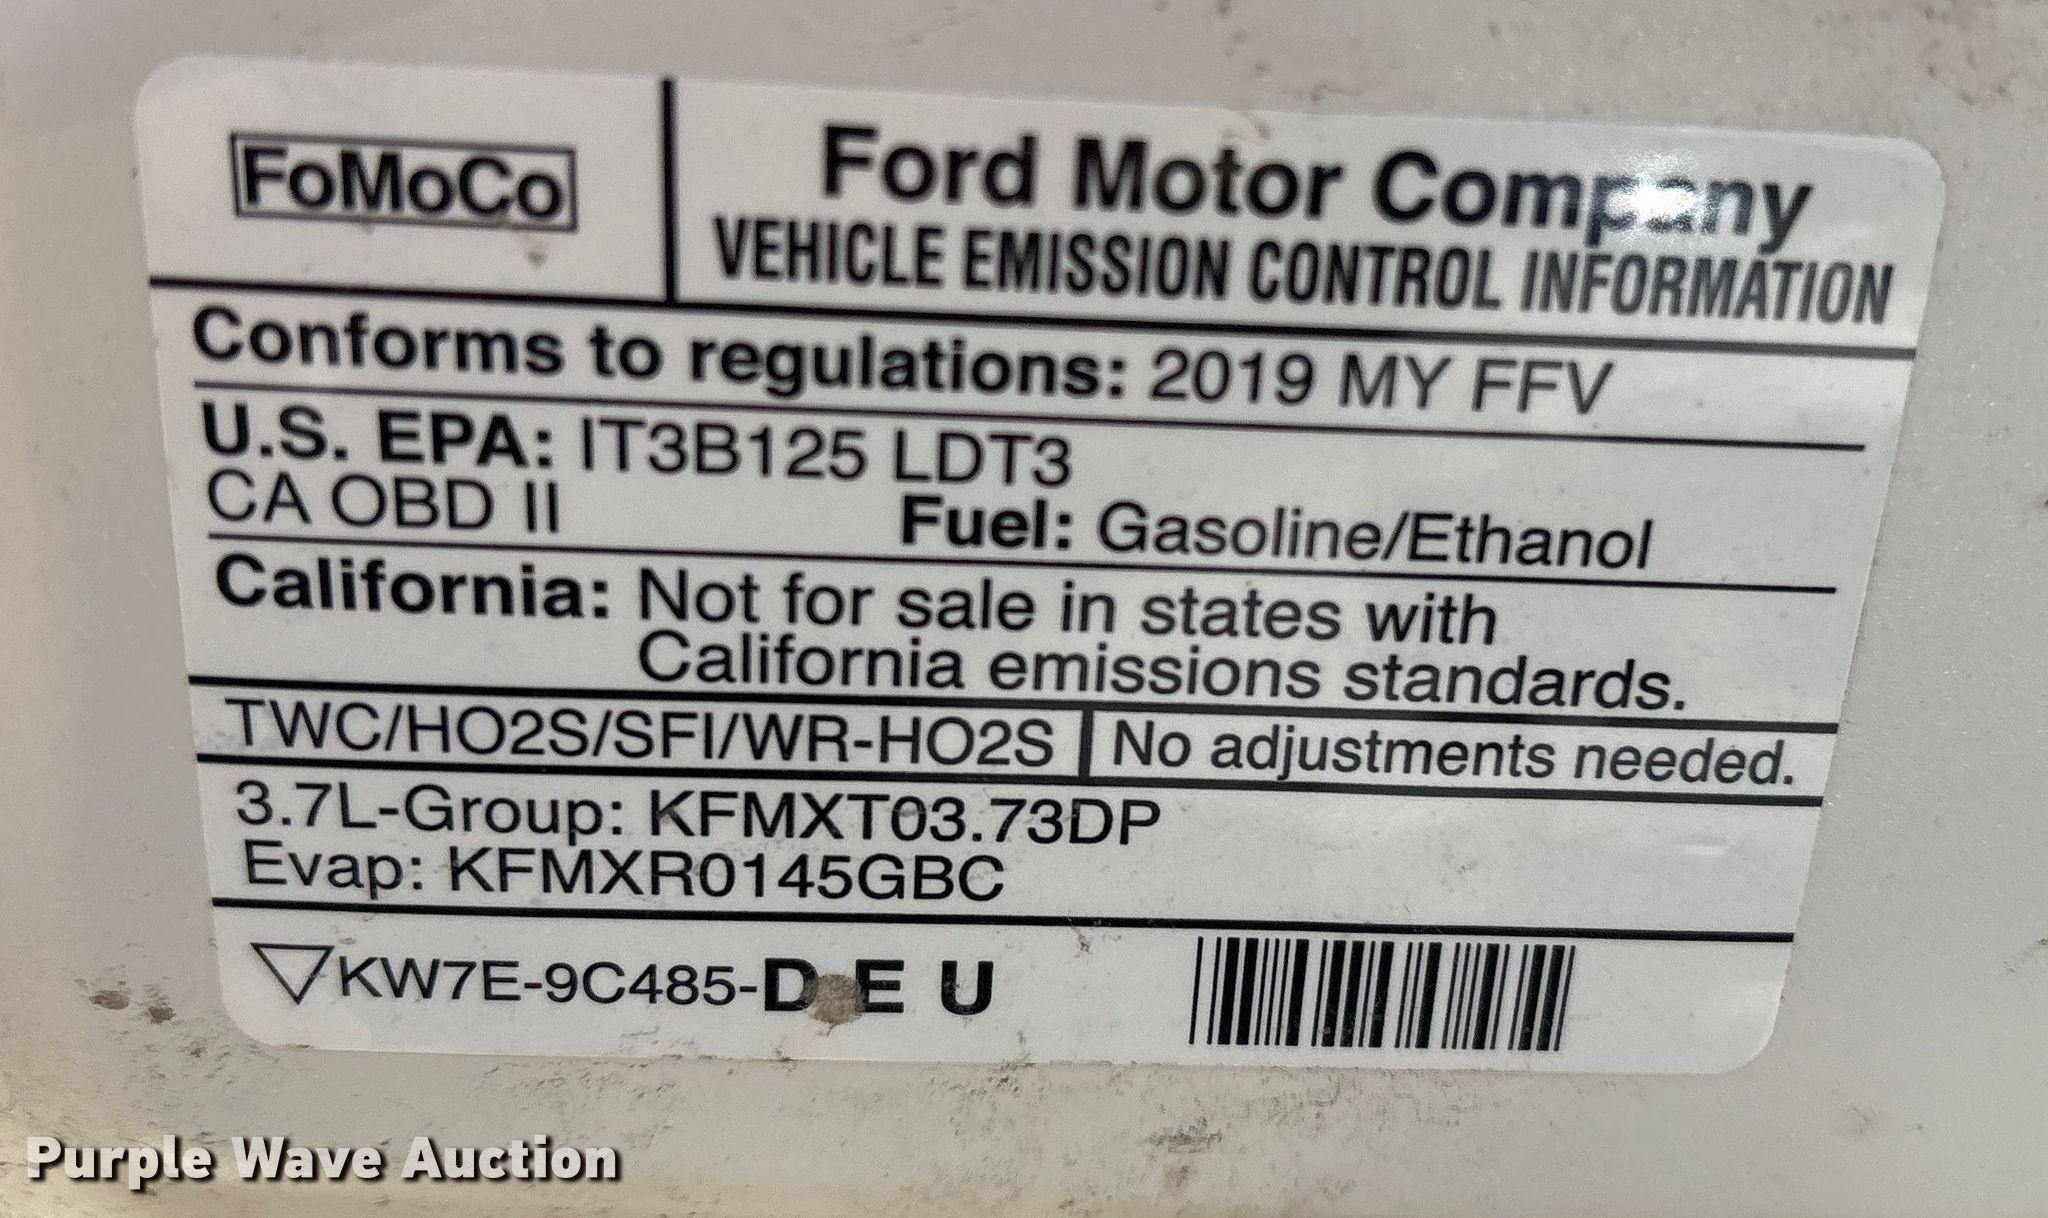 FoMoCo
Ford Motor Company
VEHICLE EMISSION CONTROL INFORMATION
Conforms to regulations: 2019 MY FFV
U.S. EPA: IT3B125 LDT3
CA OBD II Fuel: Gasoline/Ethanol
California: Not for sale in states with
California emissions standards.
TWC/HO2S/SFI/WR-HO2S No adjustments needed.
3.7L-Group: KFMXT03.73DP
Evap: KFMXR0145GBC
KW7E-9C485-D E U
Purple Wave Auction